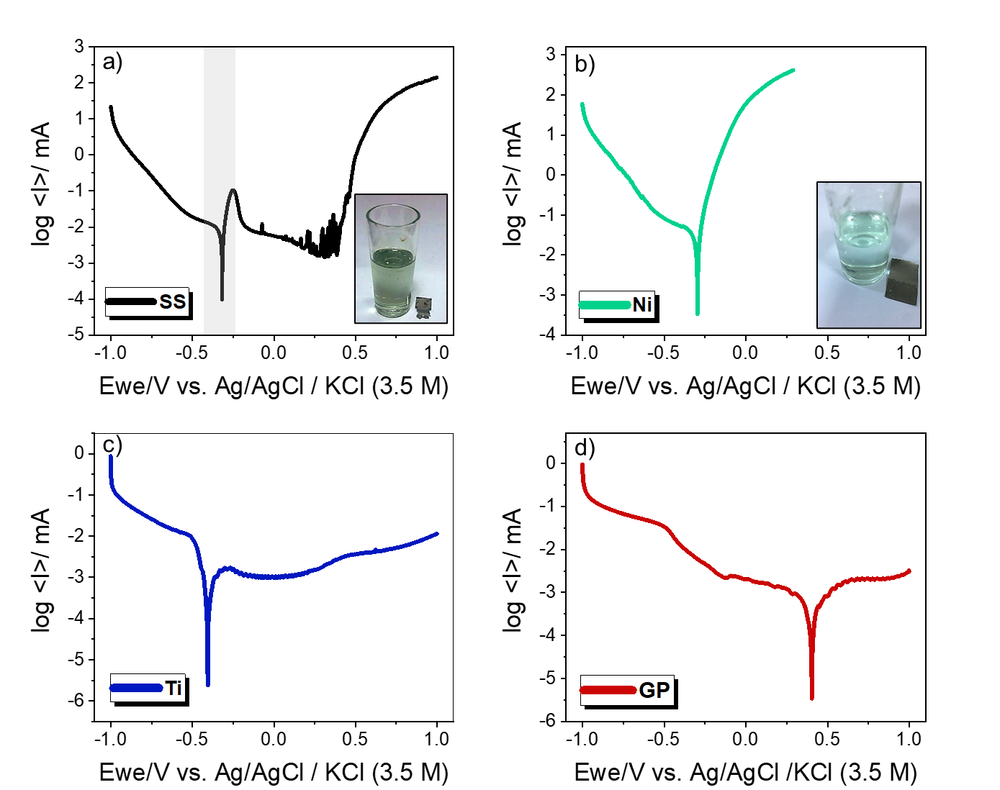 a)
3
2
1
0
-1
-2
-3
-4
-5
log <I>/ mA
SS
-1.0 -0.5 0.0 0.5 1.0
Ewe/V vs. Ag/AgCl / KCl (3.5 M)
b)
3
2
1
0
-1
-2
-3
-4
log <I>/ mA
Ni
-1.0 -0.5 0.0 0.5 1.0
Ewe/V vs. Ag/AgCl / KCl (3.5 M)
c)
0
-1
-2
-3
-4
-5
-6
log <I>/ mA
Ti
-1.0 -0.5 0.0 0.5 1.0
Ewe/V vs. Ag/AgCl / KCl (3.5 M)
d)
0
-1
-2
-3
-4
-5
-6
log <I>/ mA
GP
-1.0 -0.5 0.0 0.5 1.0
Ewe/V vs. Ag/AgCl /KCl (3.5 M)